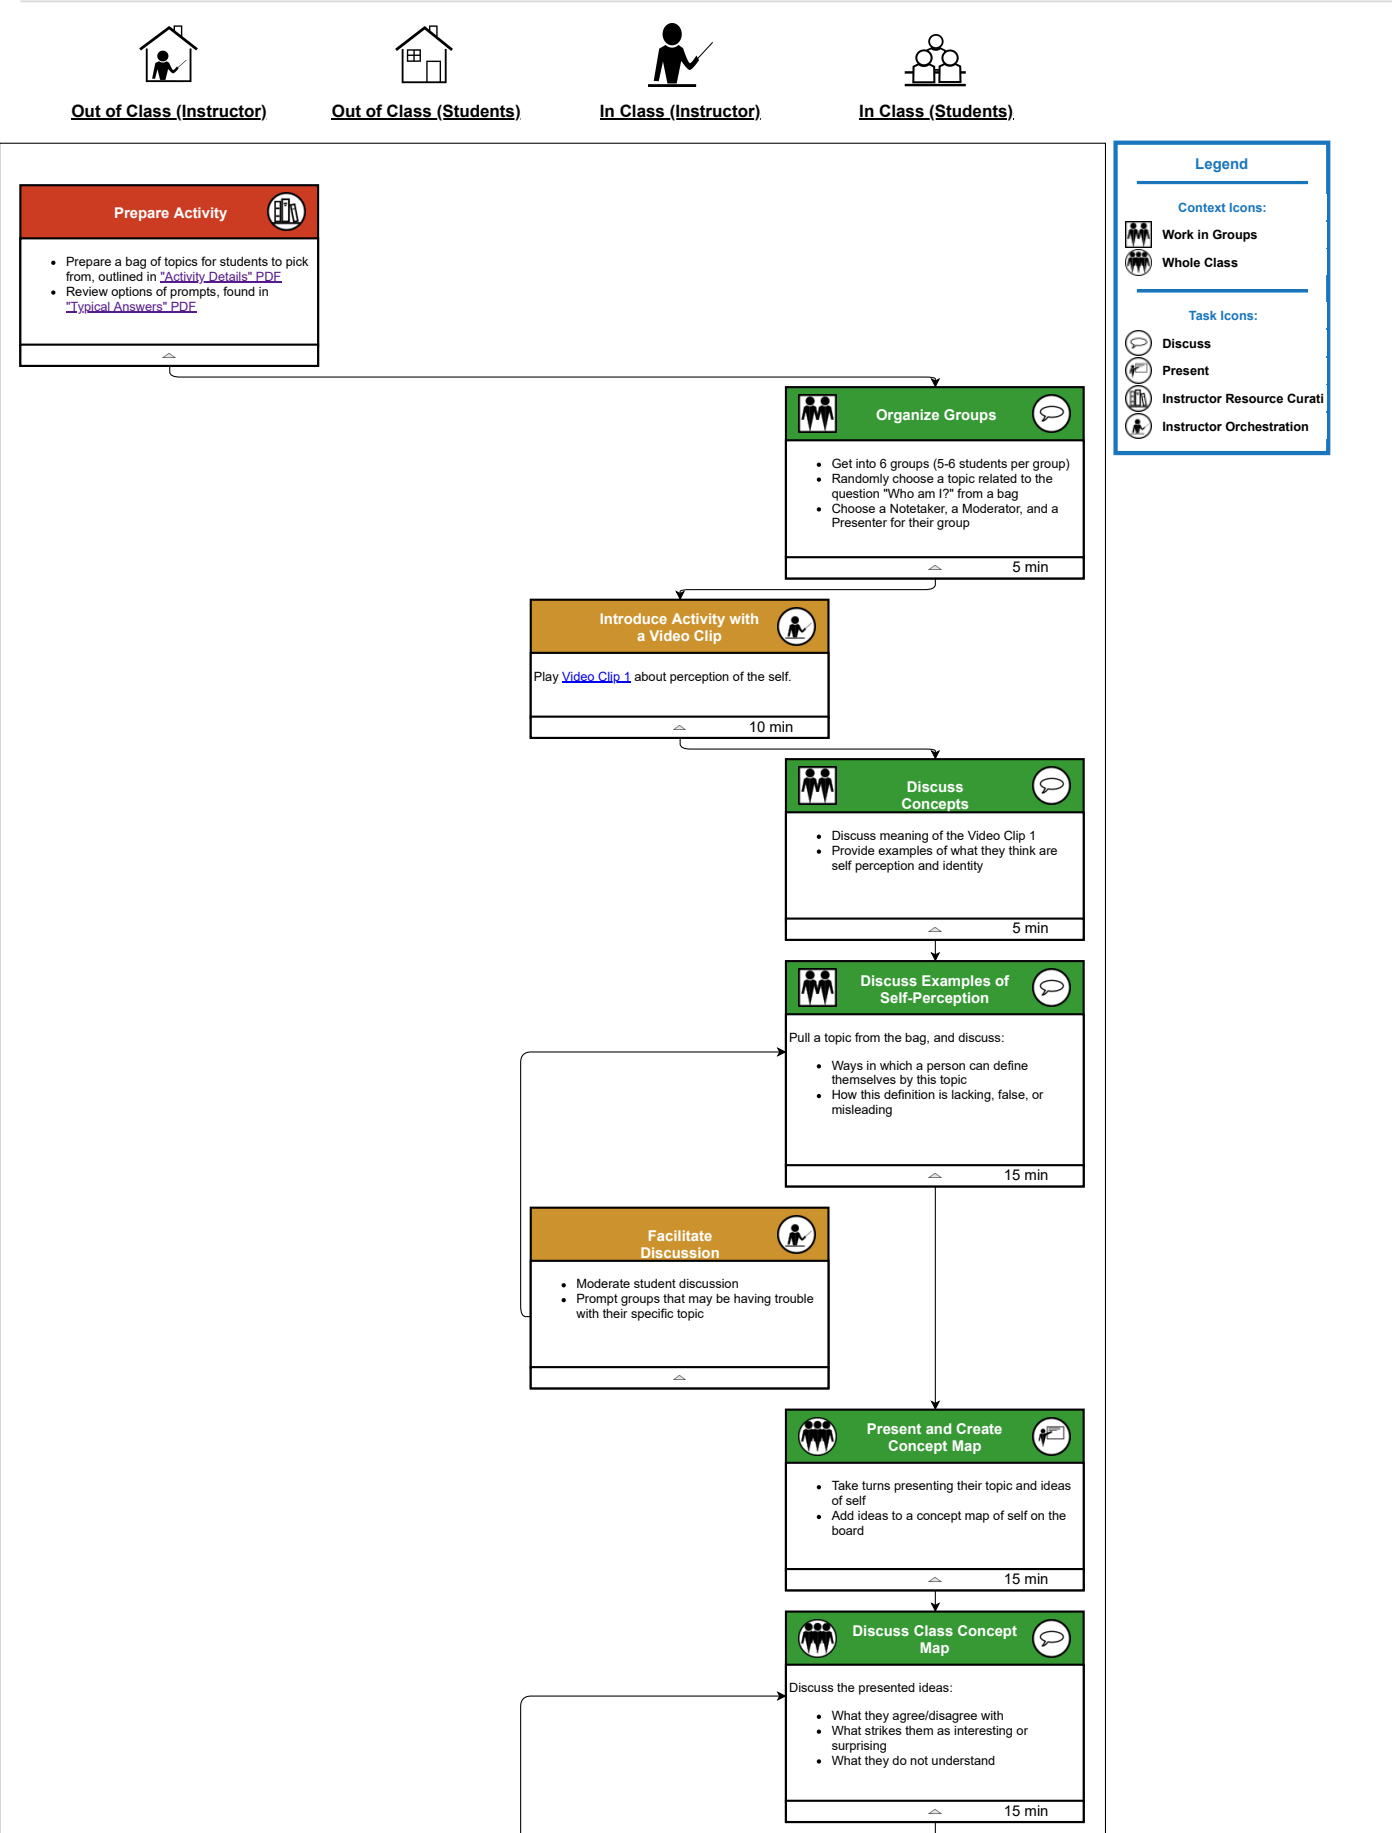 Out of Class (Instructor)
Out of Class (Students)
In Class (Instructor)
In Class (Students)
Legend
Context Icons:
Work in Groups
Whole Class
Task Icons:
Discuss
Present
Instructor Resource Curati
Instructor Orchestration
Prepare Activity
Prepare a bag of topics for students to pick
from, outlined in "Activity Details" PDF
Review options of prompts, found in
"Typical Answers" PDF
Organize Groups
Get into 6 groups (5-6 students per group)
Randomly choose a topic related to the
question "Who am I?" from a bag
Choose a Notetaker, a Moderator, and a
Presenter for their group
5 min
Introduce Activity with
a Video Clip
Play Video Clip 1 about perception of the self.
10 min
Discuss
Concepts
Discuss meaning of the Video Clip 1
Provide examples of what they think are
self perception and identity
5 min
Discuss Examples of
Self-Perception
Pull a topic from the bag, and discuss:
Ways in which a person can define
themselves by this topic
How this definition is lacking, false, or
misleading
15 min
Facilitate
Discussion
Moderate student discussion
Prompt groups that may be having trouble
with their specific topic
Present and Create
Concept Map
Take turns presenting their topic and ideas
of self
Add ideas to a concept map of self on the
board
15 min
Discuss Class Concept
Map
Discuss the presented ideas:
What they agree/disagree with
What strikes them as interesting or
surprising
What they do not understand
15 min